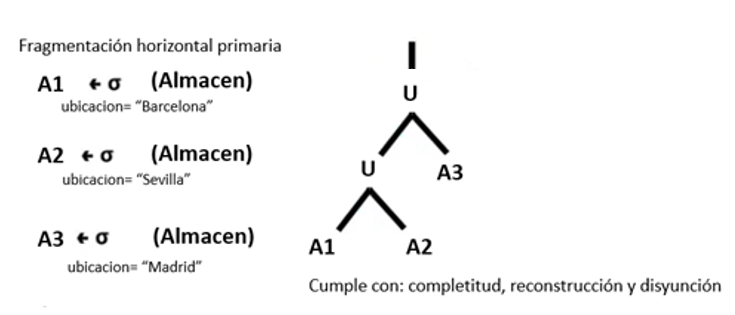 Fragmentación horizontal primaria
A1 ← σ (Almacen)
ubicacion= “Barcelona”
A2 ← σ (Almacen)
ubicacion= “Sevilla”
A3 ← σ (Almacen)
ubicacion= “Madrid”
U
U A3
A1 A2
Cumple con: completitud, reconstrucción y disyunción